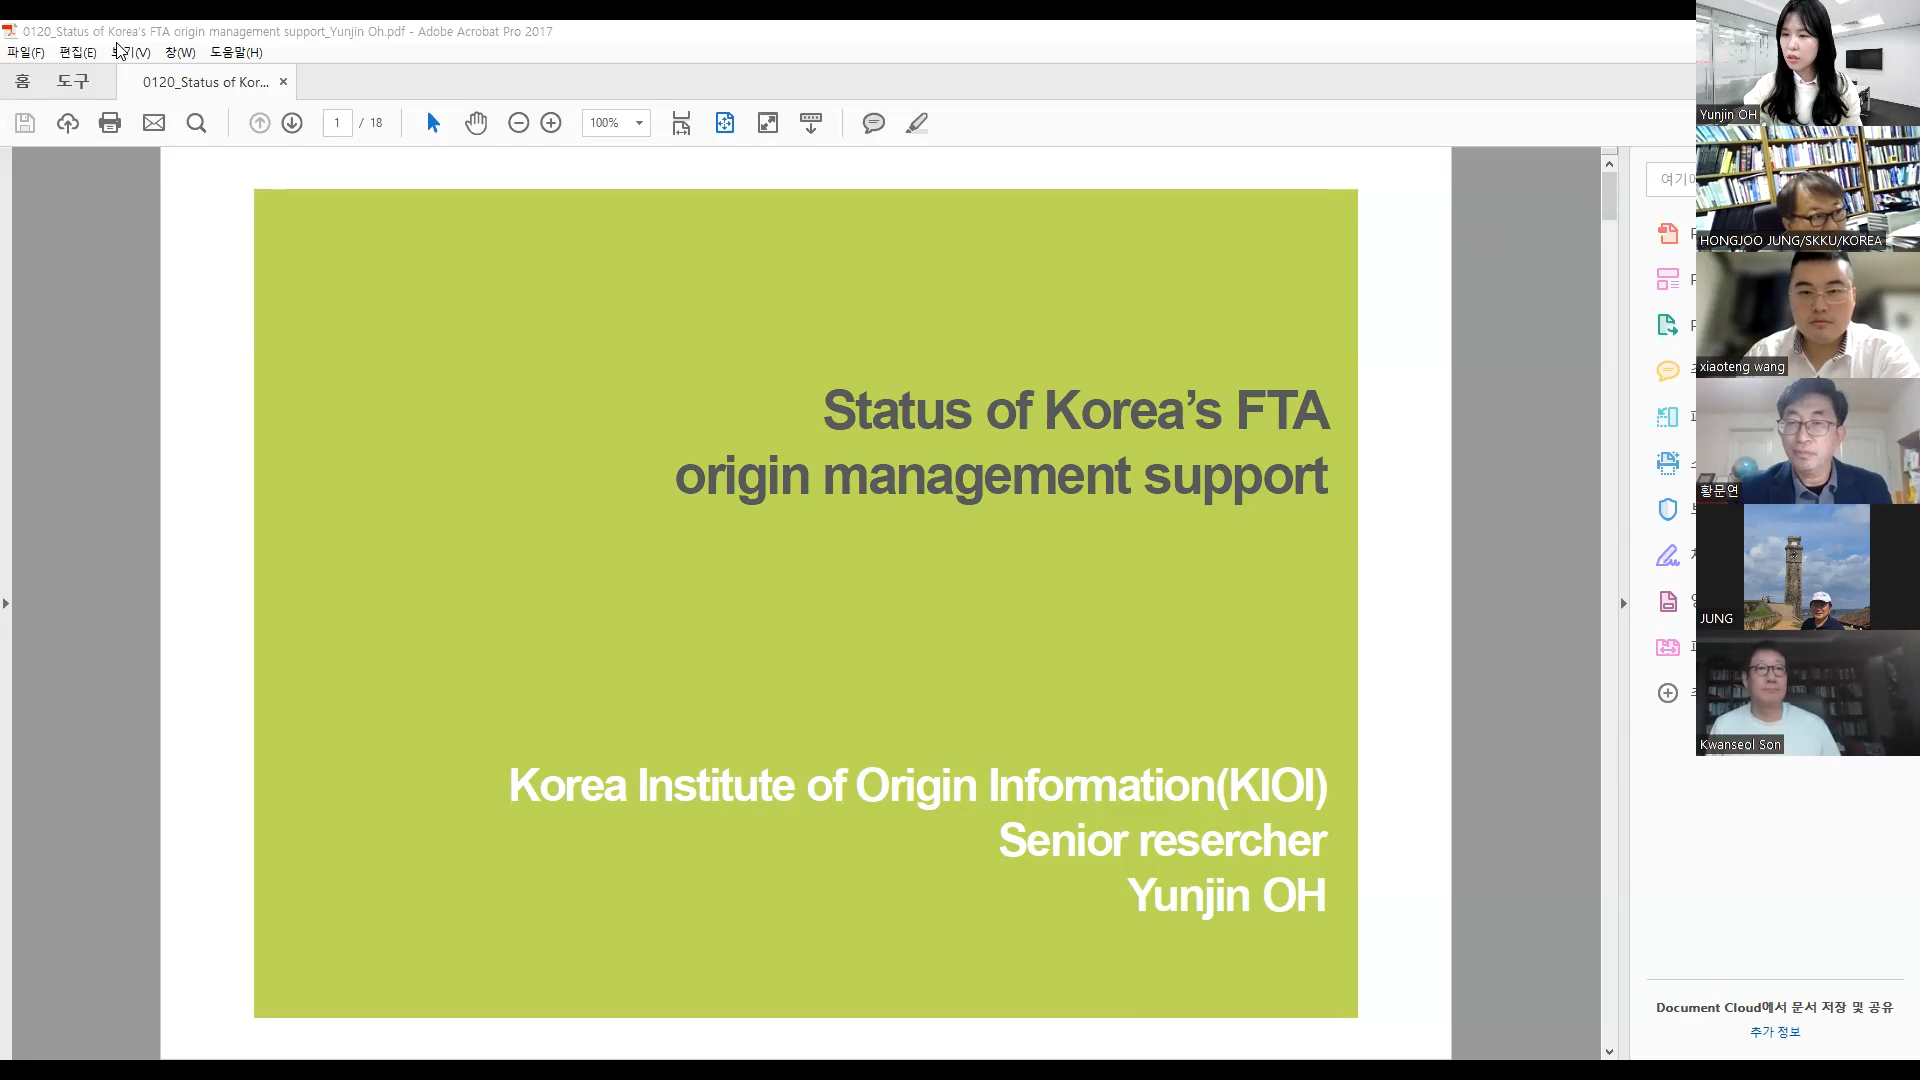 0120_Status of Korea's FTA origin management support_Yunjin Oh.pdf - Adobe Acrobat Pro 2017
파일(F) 편집(E) 창(W) 도움말(H)
홈 도구 0120_Status of Kor... ×
1 / 18 100%
Status of Korea’s FTA
origin management support
Korea Institute of Origin Information(KIOI)
Senior resercher
Yunjin OH
Yunjin OH
HONGJOO JUNG/SKKU/KOREA
xiaoteng wang
황문연
JUNG
Kwanseol Son
Document Cloud에서 문서 저장 및 공유
추가 정보